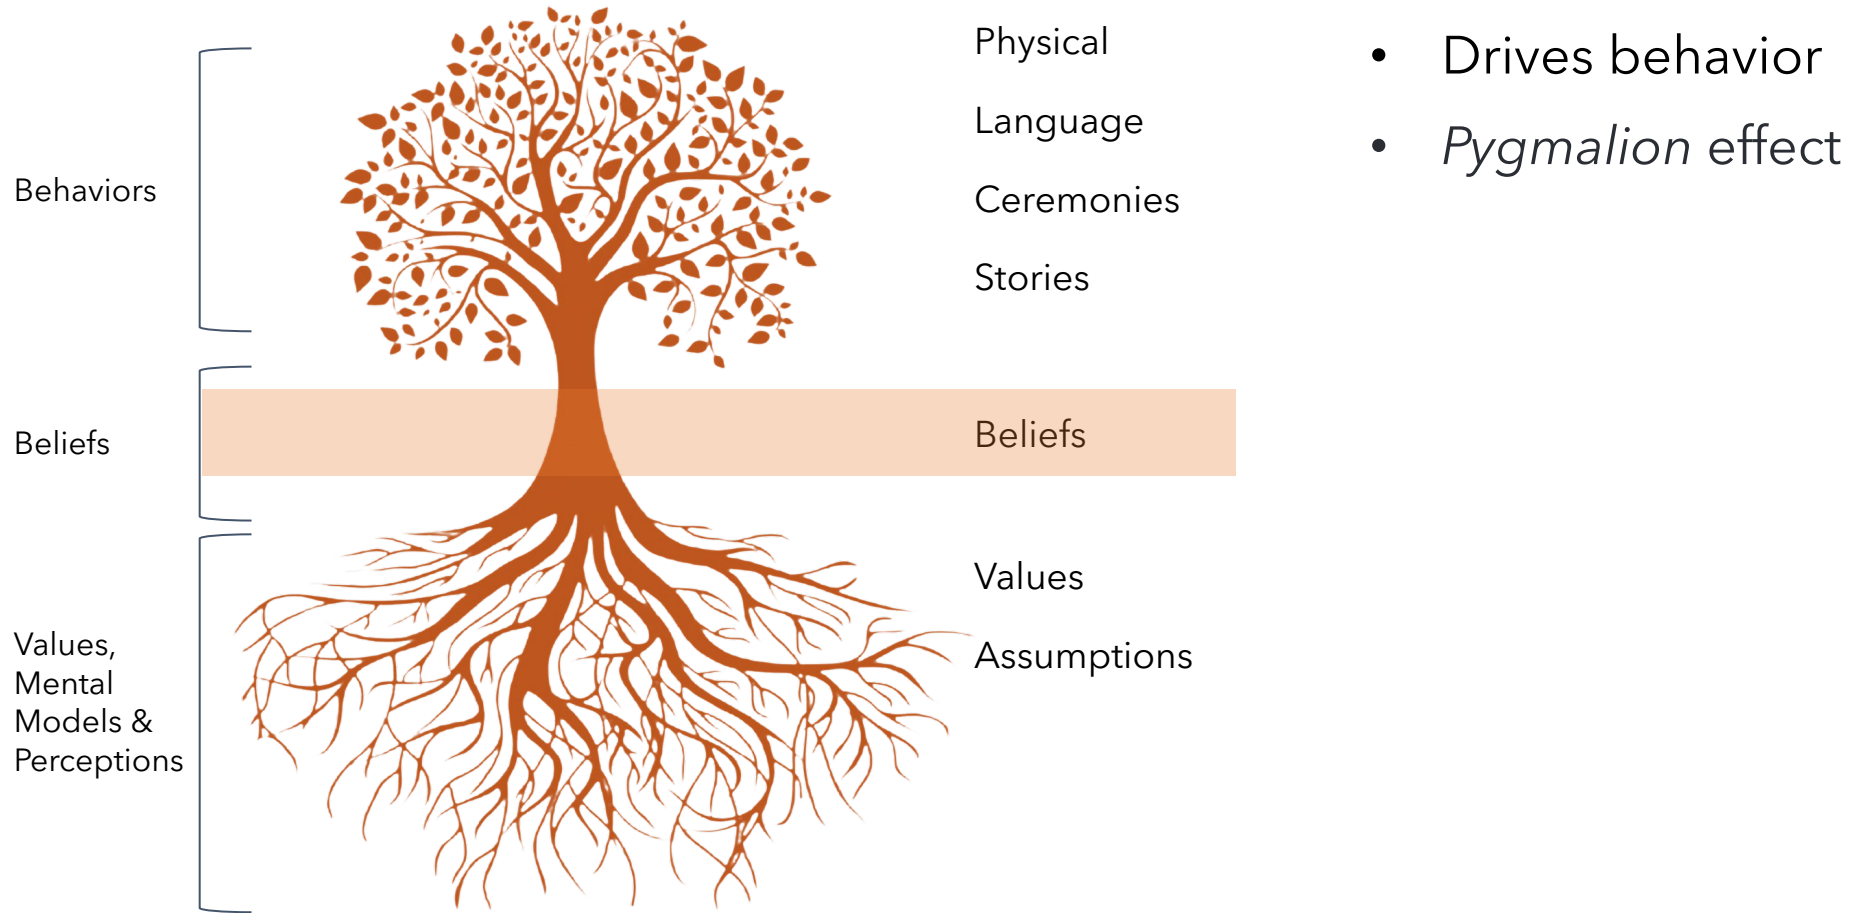 Behaviors
Beliefs
Values,
Mental
Models &
Perceptions
Physical
Language
Ceremonies
Stories
Beliefs
Values
Assumptions
• Drives behavior
• Pygmalion effect